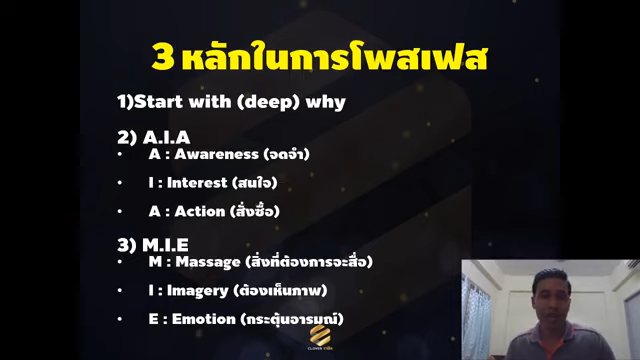 3 หลักในการโพสเฟส
1)Start with (deep) why
2) A.I.A
• A : Awareness (จดจำ)
• I : Interest (สนใจ)
• A : Action (สั่งซื้อ)
3) M.I.E
• M : Massage (สิ่งที่ต้องการจะสื่อ)
• I : Imagery (ต้องเห็นภาพ)
• E : Emotion (กระตุ้นอารมณ์)